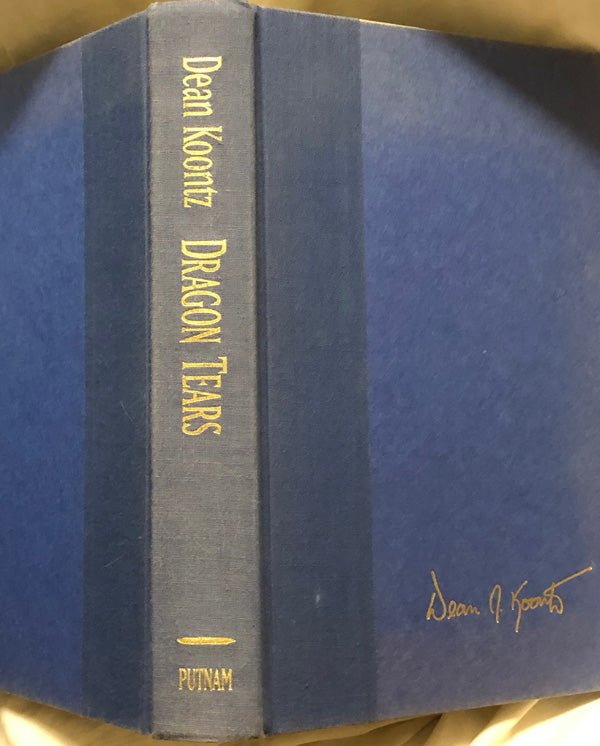 Dean Koontz DRAGON TEARS
PUTNAM
Dean J. Koontz